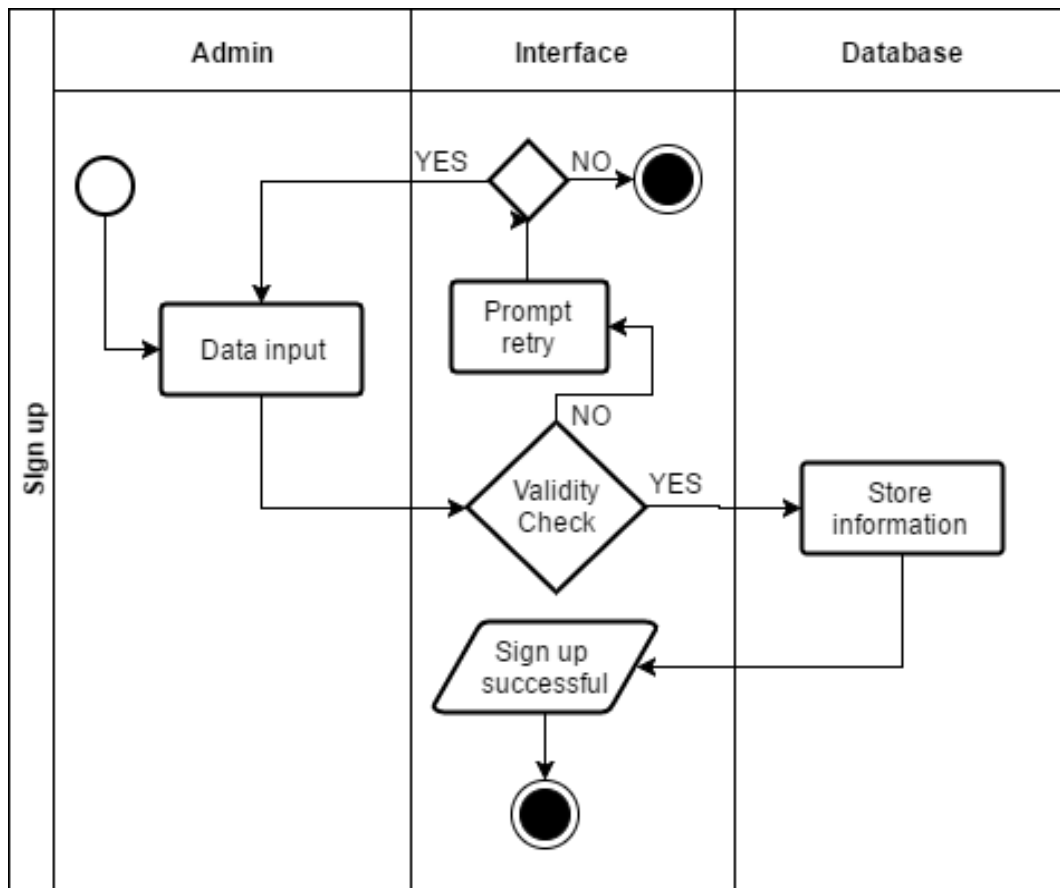 Admin
Interface
Database
YES
NO
Prompt
retry
Data input
NO
Validity
Check
YES
Store
information
SIgn up
Sign up
successful